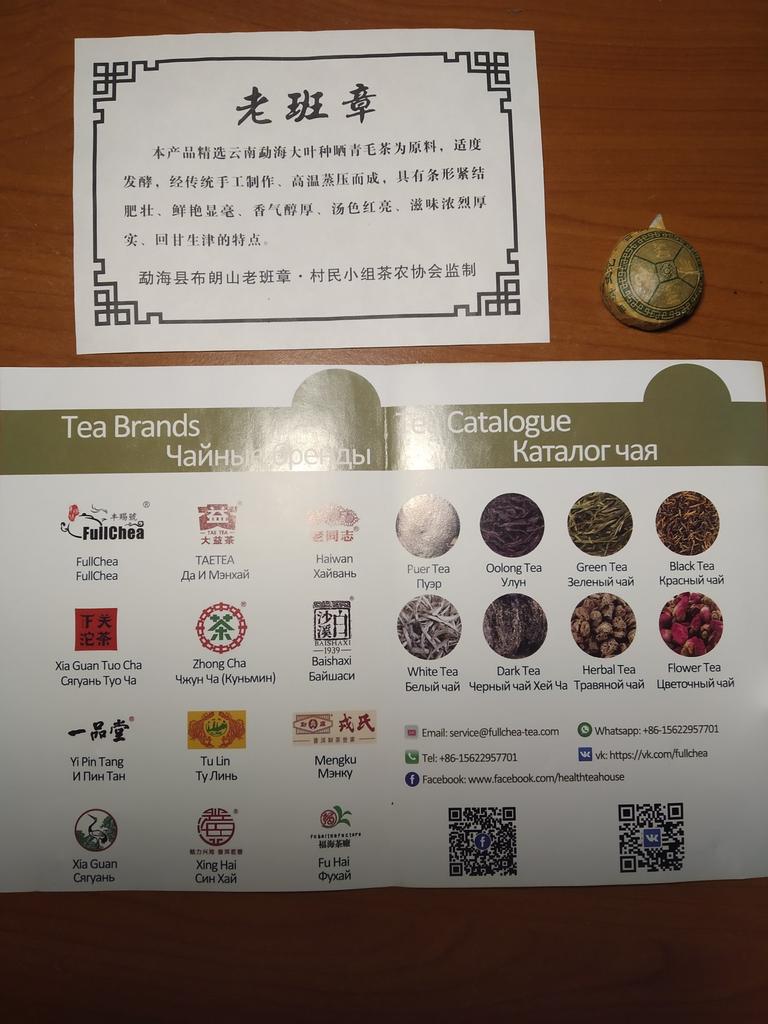 老班章
本产品精选云南勐海大叶种晒青毛茶为原料，适度
发酵，经传统手工制作、高温蒸压而成，具有条形紧结
肥壮、鲜艳显毫、香气醇厚、汤色红亮、滋味浓烈厚
实、回甘生津的特点。
勐海县布朗山老班章·村民小组茶农协会监制
Tea Brands
Чайные бренды
Tea Catalogue
Каталог чая
丰賜號®
FullChea
FullChea
FullChea
TAE TEA
大益茶
TAETEA
Да И Мэнхай
老同志
Haiwan
Хайвань
下关
沱茶
Xia Guan Tuo Cha
Сягуань Туо Ча
茶
Zhong Cha
Чжун Ча (Куньмин)
白沙溪
BAISHAXI
1939
Baishaxi
Байшаси
一品堂®
Yi Pin Tang
И Пин Тан
Tu Lin
Ту Линь
戎氏
Mengku
Мэнку
Xia Guan
Сягуань
Xing Hai
Син Хай
Fu Hai
Фухай
Puer Tea
Пуэр
Oolong Tea
Улун
Green Tea
Зеленый чай
Black Tea
Красный чай
White Tea
Белый чай
Dark Tea
Черный чай Хей Ча
Herbal Tea
Травяной чай
Flower Tea
Цветочный чай
Email: service@fullchea-tea.com
Whatsapp: +86-15622957701
Tel: +86-15622957701
vk: https://vk.com/fullchea
Facebook: www.facebook.com/healthteahouse